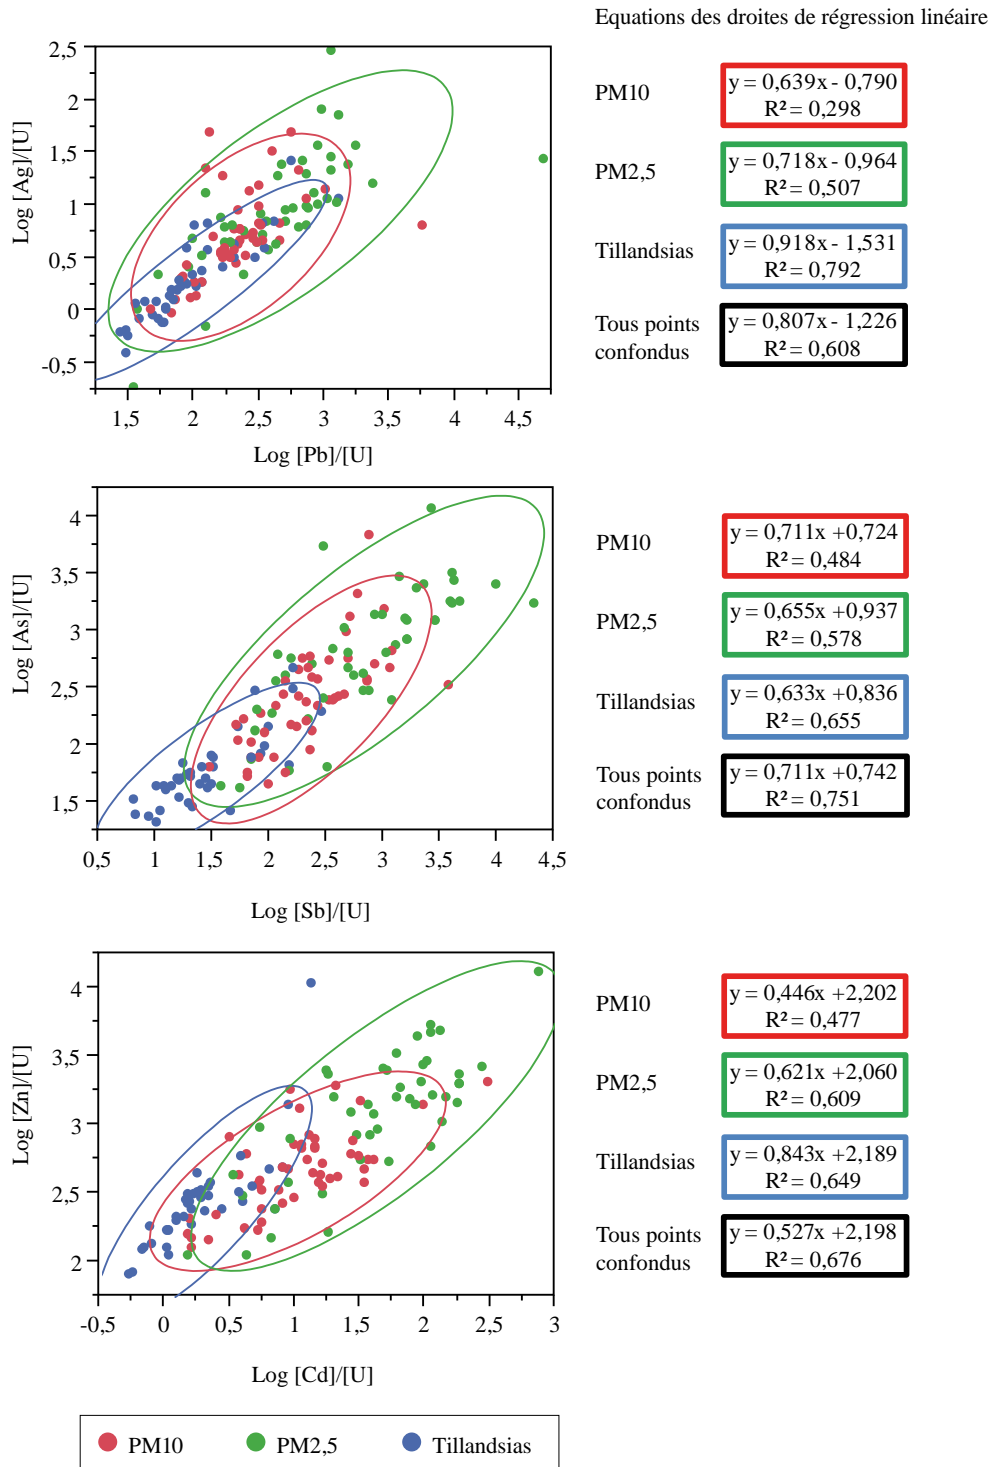 Equations des droites de régression linéaire
2,5
2
1,5
1
0,5
0
-0,5
Log [Ag]/[U]
1,5 2 2,5 3 3,5 4 4,5
Log [Pb]/[U]
PM10
y = 0,639x - 0,790
R² = 0,298
PM2,5
y = 0,718x - 0,964
R² = 0,507
Tillandsias
y = 0,918x - 1,531
R² = 0,792
Tous points
confondus
y = 0,807x - 1,226
R² = 0,608
4
3,5
3
2,5
2
1,5
Log [As]/[U]
0,5 1 1,5 2 2,5 3 3,5 4 4,5
Log [Sb]/[U]
PM10
y = 0,711x +0,724
R² = 0,484
PM2,5
y = 0,655x +0,937
R² = 0,578
Tillandsias
y = 0,633x +0,836
R² = 0,655
Tous points
confondus
y = 0,711x +0,742
R² = 0,751
4
3,5
3
2,5
2
Log [Zn]/[U]
-0,5 0 0,5 1 1,5 2 2,5 3
Log [Cd]/[U]
PM10
y = 0,446x +2,202
R² = 0,477
PM2,5
y = 0,621x +2,060
R² = 0,609
Tillandsias
y = 0,843x +2,189
R² = 0,649
Tous points
confondus
y = 0,527x +2,198
R² = 0,676
PM10 PM2,5 Tillandsias